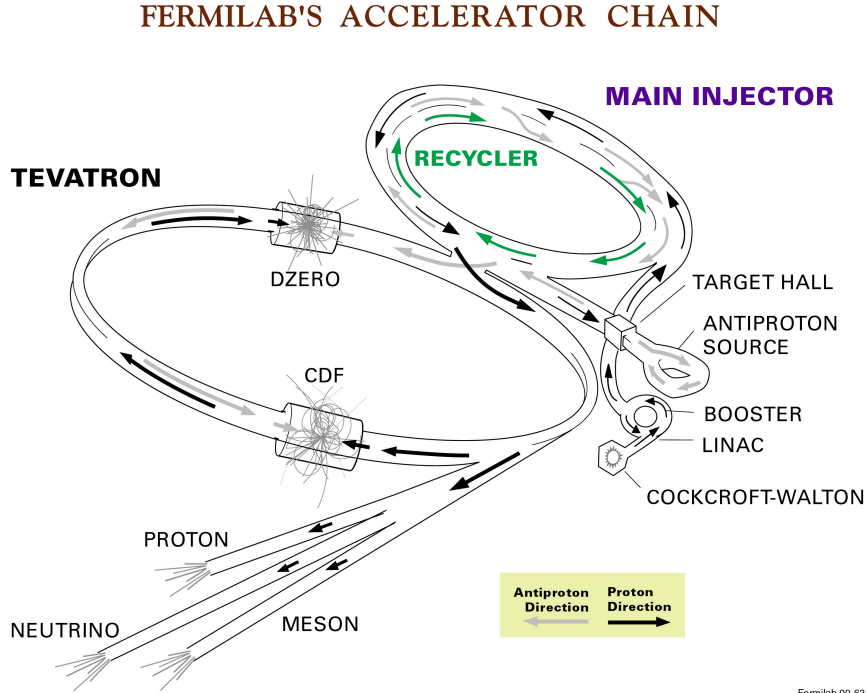 FERMILAB'S ACCELERATOR CHAIN
MAIN INJECTOR
RECYCLER
TEVATRON
DZERO
TARGET HALL
ANTIPROTON
SOURCE
CDF
BOOSTER
LINAC
COCKCROFT-WALTON
PROTON
NEUTRINO
MESON
Antiproton
Direction
Proton
Direction